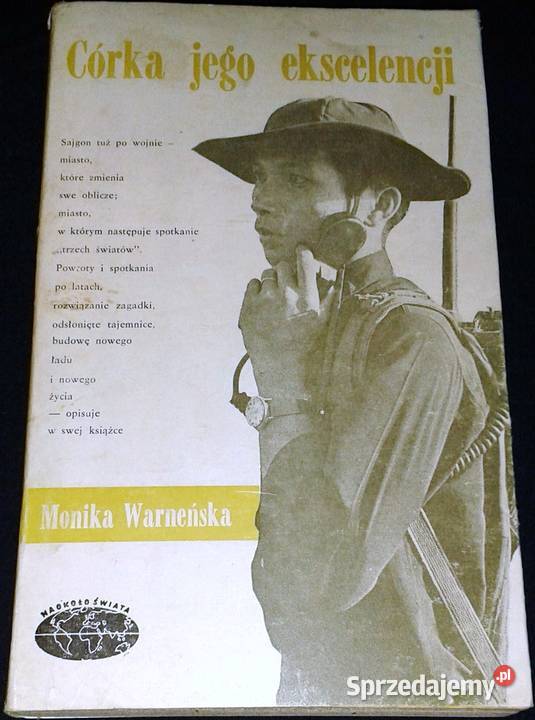 Córka jego ekscelencji
Sajgon tuż po wojnie –
miasto,
które zmienia
swe oblicze;
miasto,
w którym następuje spotkanie
„trzech światów”.
Powroty i spotkania
po latach,
rozwiązanie zagadki,
odsłonięte tajemnice,
budowę nowego
ładu
i nowego
życia
— opisuje
w swej książce
Monika Warneńska
NAOKOŁO ŚWIATA
Sprzedajemy.pl